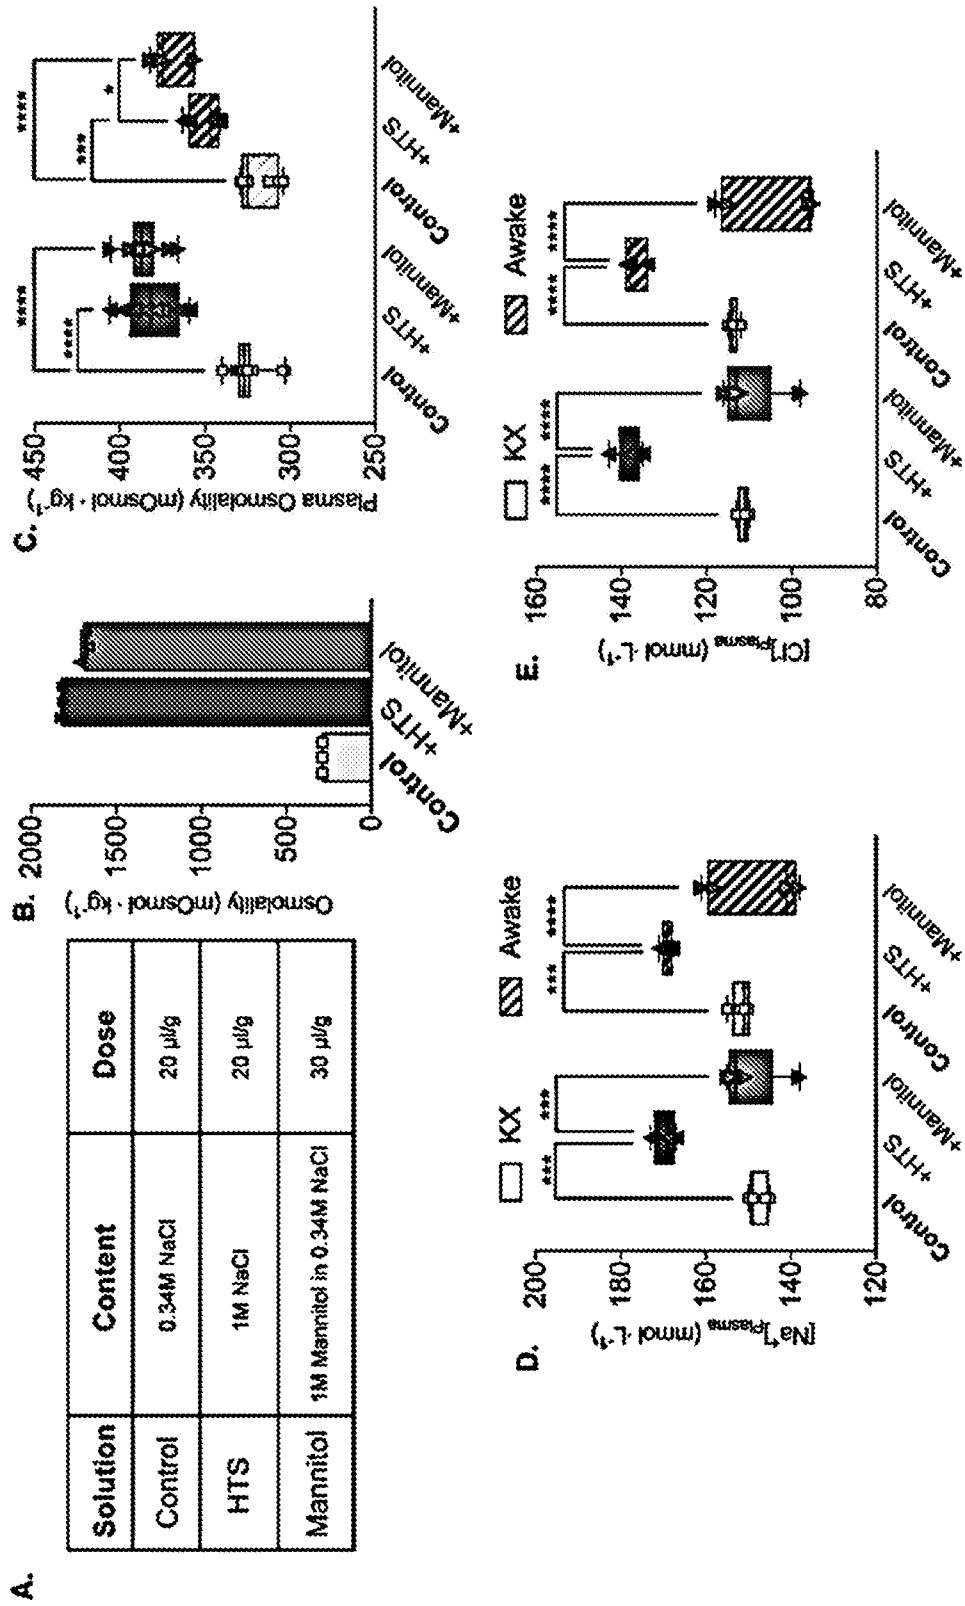 A.
Solution Content Dose
Control 0.34M NaCl 20 µl/g
HTS 1M NaCl 20 µl/g
Mannitol 1M Mannitol in 0.34M NaCl 30 µl/g
B.
Osmolality (mOsmol · kg⁻¹)
2000
1500
1000
500
0
Control
+HTS
+Mannitol
C.
Plasma Osmolality (mOsmol · kg⁻¹)
450
400
350
300
250
****
****
****
***
*
Control
+HTS
+Mannitol
Control
+HTS
+Mannitol
D.
KX
Awake
[Na⁺]Plasma (mmol · L⁻¹)
200
180
160
140
120
***
***
***
****
Control
+HTS
+Mannitol
Control
+HTS
+Mannitol
E.
KX
Awake
[Cl⁻]Plasma (mmol · L⁻¹)
160
140
120
100
80
****
****
****
****
Control
+HTS
+Mannitol
Control
+HTS
+Mannitol